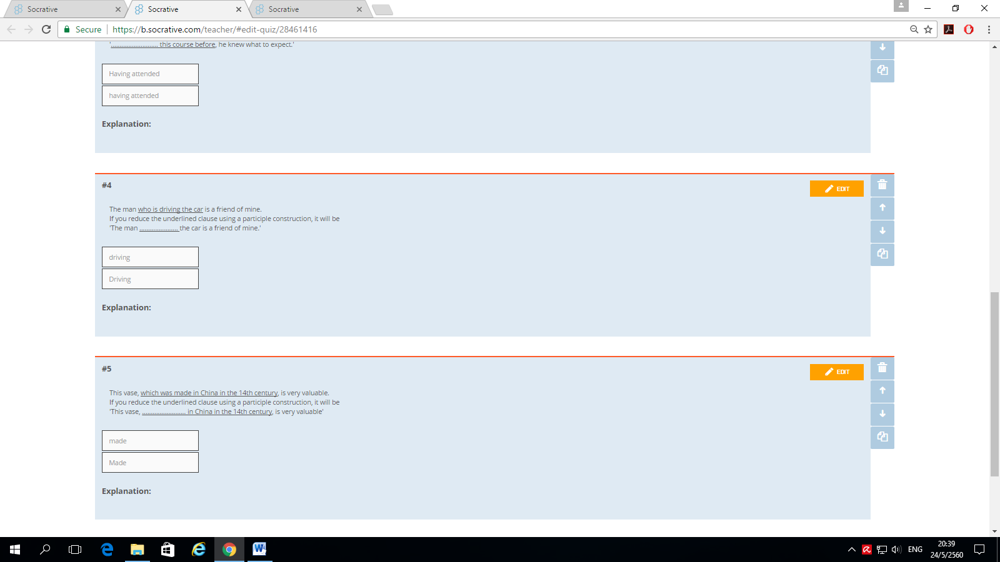 Socrative
Socrative
Socrative
Secure
https://b.socrative.com/teacher/#edit-quiz/28461416
'........................... this course before, he knew what to expect.'
Having attended
having attended
Explanation:
#4
EDIT
The man who is driving the car is a friend of mine.
If you reduce the underlined clause using a participle construction, it will be
'The man ....................... the car is a friend of mine.'
driving
Driving
Explanation:
#5
EDIT
This vase, which was made in China in the 14th century, is very valuable.
If you reduce the underlined clause using a participle construction, it will be
'This vase, ......................... in China in the 14th century, is very valuable'
made
Made
Explanation:
ENG
20:39
24/5/2560